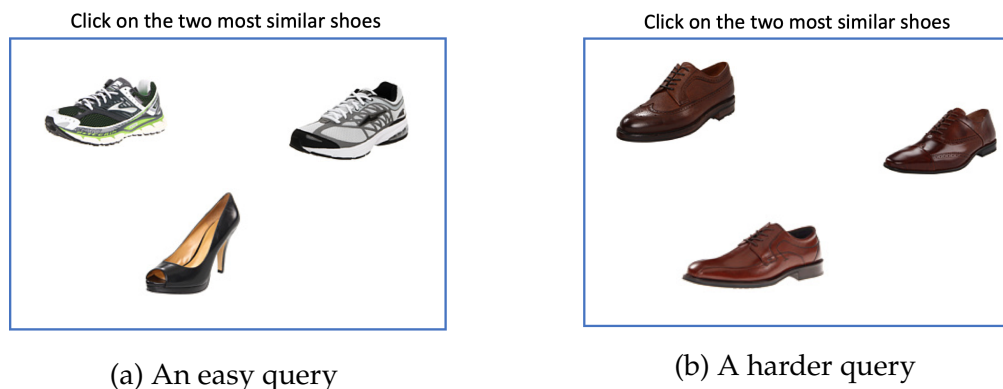 Click on the two most similar shoes
(a) An easy query
Click on the two most similar shoes
(b) A harder query